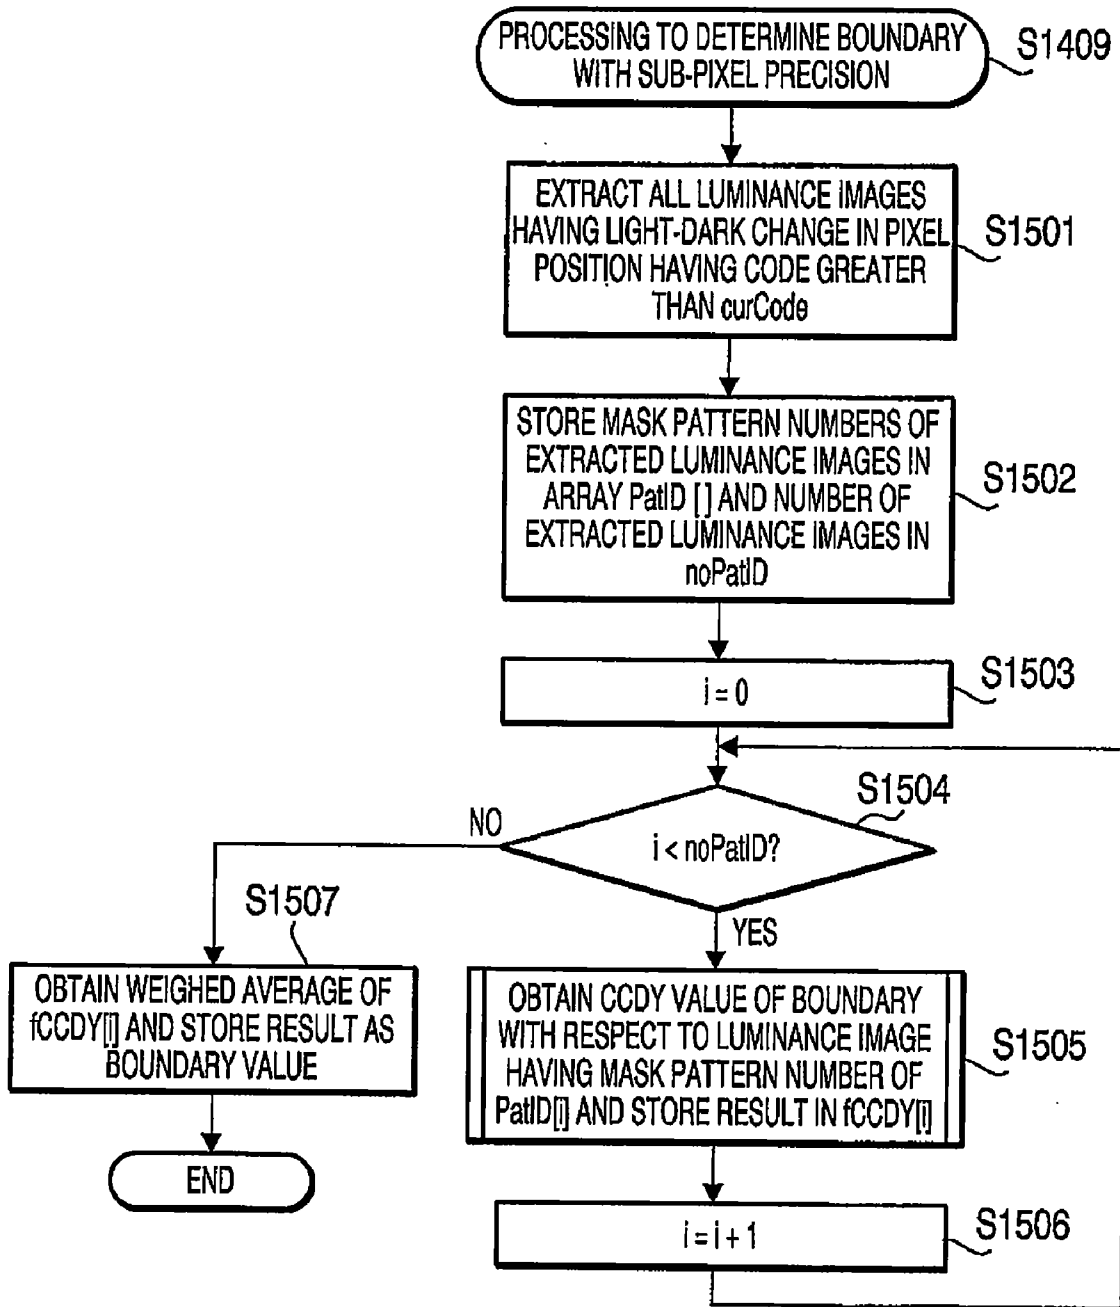 PROCESSING TO DETERMINE BOUNDARY
WITH SUB-PIXEL PRECISION
S1409
EXTRACT ALL LUMINANCE IMAGES
HAVING LIGHT-DARK CHANGE IN PIXEL
POSITION HAVING CODE GREATER
THAN curCode
S1501
STORE MASK PATTERN NUMBERS OF
EXTRACTED LUMINANCE IMAGES IN
ARRAY PatID [ ] AND NUMBER OF
EXTRACTED LUMINANCE IMAGES IN
noPatID
S1502
i = 0
S1503
i < noPatID?
S1504
NO
YES
S1507
OBTAIN WEIGHED AVERAGE OF
fCCDY[i] AND STORE RESULT AS
BOUNDARY VALUE
END
OBTAIN CCDY VALUE OF BOUNDARY
WITH RESPECT TO LUMINANCE IMAGE
HAVING MASK PATTERN NUMBER OF
PatID[i] AND STORE RESULT IN fCCDY[i]
S1505
i = i + 1
S1506